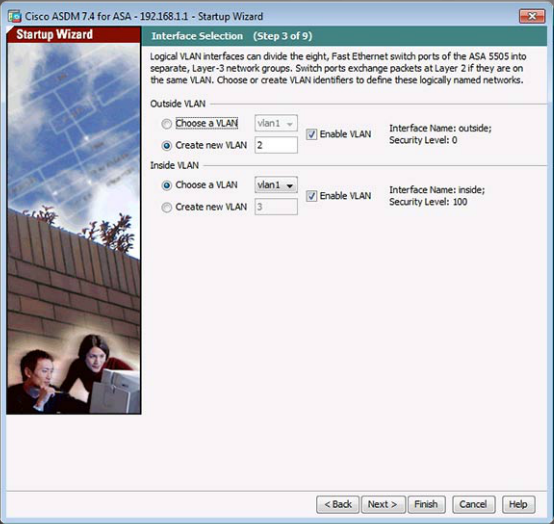 Cisco ASDM 7.4 for ASA - 192.168.1.1 - Startup Wizard
Startup Wizard
Interface Selection (Step 3 of 9)
Logical VLAN interfaces can divide the eight, Fast Ethernet switch ports of the ASA 5505 into
separate, Layer-3 network groups. Switch ports exchange packets at Layer 2 if they are on
the same VLAN. Choose or create VLAN identifiers to define these logically named networks.
Outside VLAN
Choose a VLAN vlan1
Create new VLAN 2
Enable VLAN
Interface Name: outside;
Security Level: 0
Inside VLAN
Choose a VLAN vlan1
Create new VLAN 3
Enable VLAN
Interface Name: inside;
Security Level: 100
< Back Next > Finish Cancel Help